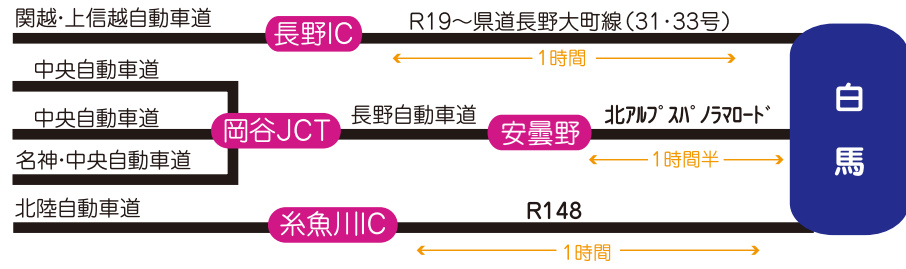 関越・上信越自動車道
長野IC
R19～県道長野大町線(31・33号)
1時間
中央自動車道
中央自動車道
名神・中央自動車道
岡谷JCT
長野自動車道
安曇野
北ｱﾙﾌﾟｽﾊﾟﾉﾗﾏﾛｰﾄﾞ
1時間半
北陸自動車道
糸魚川IC
R148
1時間
白馬